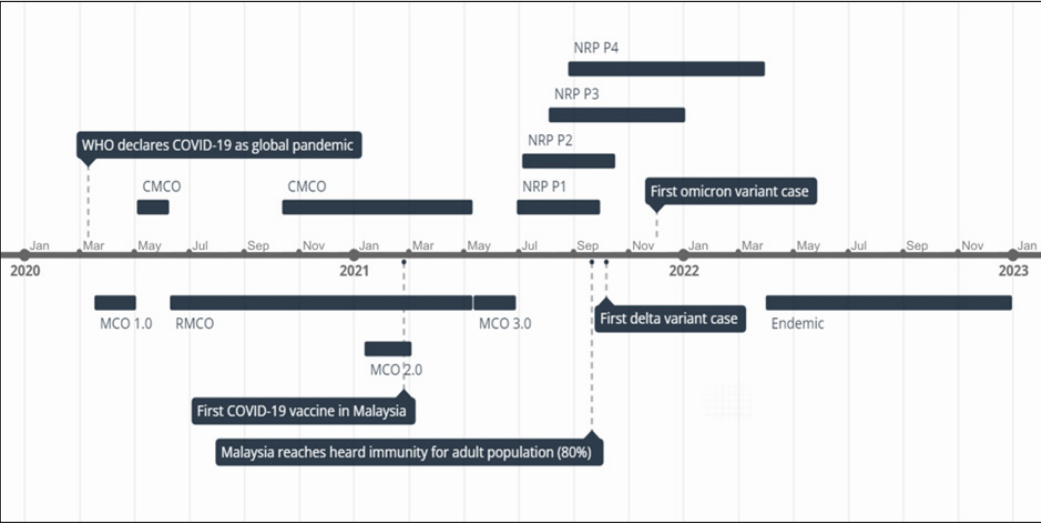 NRP P4
NRP P3
WHO declares COVID-19 as global pandemic
NRP P2
CMCO
CMCO
NRP P1
First omicron variant case
Jan Mar May Jul Sep Nov Jan Mar May Jul Sep Nov Jan Mar May Jul Sep Nov Jan
2020 2021 2022 2023
MCO 1.0
RMCO
MCO 3.0
First delta variant case
Endemic
MCO 2.0
First COVID-19 vaccine in Malaysia
Malaysia reaches heard immunity for adult population (80%)